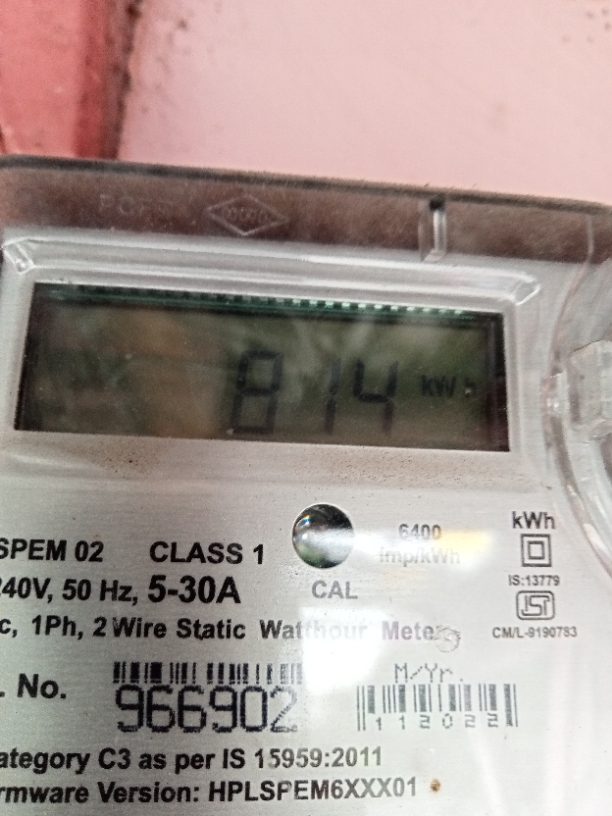 814 kWh
SPEM 02 CLASS 1
6400
imp/kWh
kWh
240V, 50 Hz, 5-30A
CAL
IS:13779
c, 1Ph, 2 Wire Static Watthour Meter
CM/L-9190783
. No.
966902
M/Yr.
112022
ategory C3 as per IS 15959:2011
rmware Version: HPLSPEM6XXX01